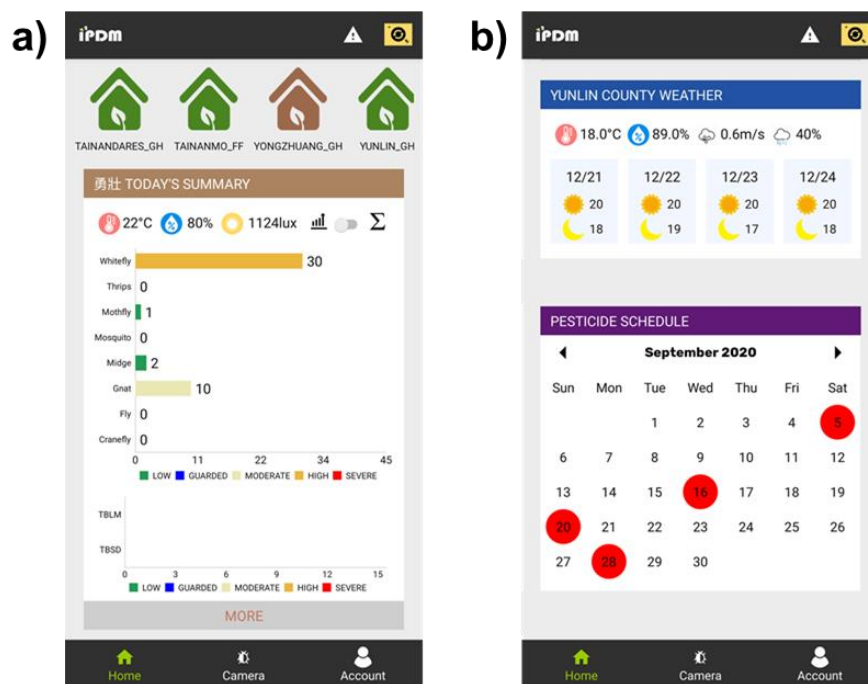 a)
iPDM
TAINANDARES_GH TAINANMO_FF YONGZHUANG_GH YUNLIN_GH
勇壯 TODAY'S SUMMARY
22°C 80% 1124lux Σ
Whitefly 30
Thrips 0
Mothfly 1
Mosquito 0
Midge 2
Gnat 10
Fly 0
Cranefly 0
0 11 22 34 45
LOW GUARDED MODERATE HIGH SEVERE
TBLM
TBSD
0 3 6 9 12 15
LOW GUARDED MODERATE HIGH SEVERE
MORE
Home Camera Account
b)
iPDM
YUNLIN COUNTY WEATHER
18.0°C 89.0% 0.6m/s 40%
12/21 12/22 12/23 12/24
20 20 20 20
18 19 17 18
PESTICIDE SCHEDULE
September 2020
Sun Mon Tue Wed Thu Fri Sat
1 2 3 4 5
6 7 8 9 10 11 12
13 14 15 16 17 18 19
20 21 22 23 24 25 26
27 28 29 30
Home Camera Account